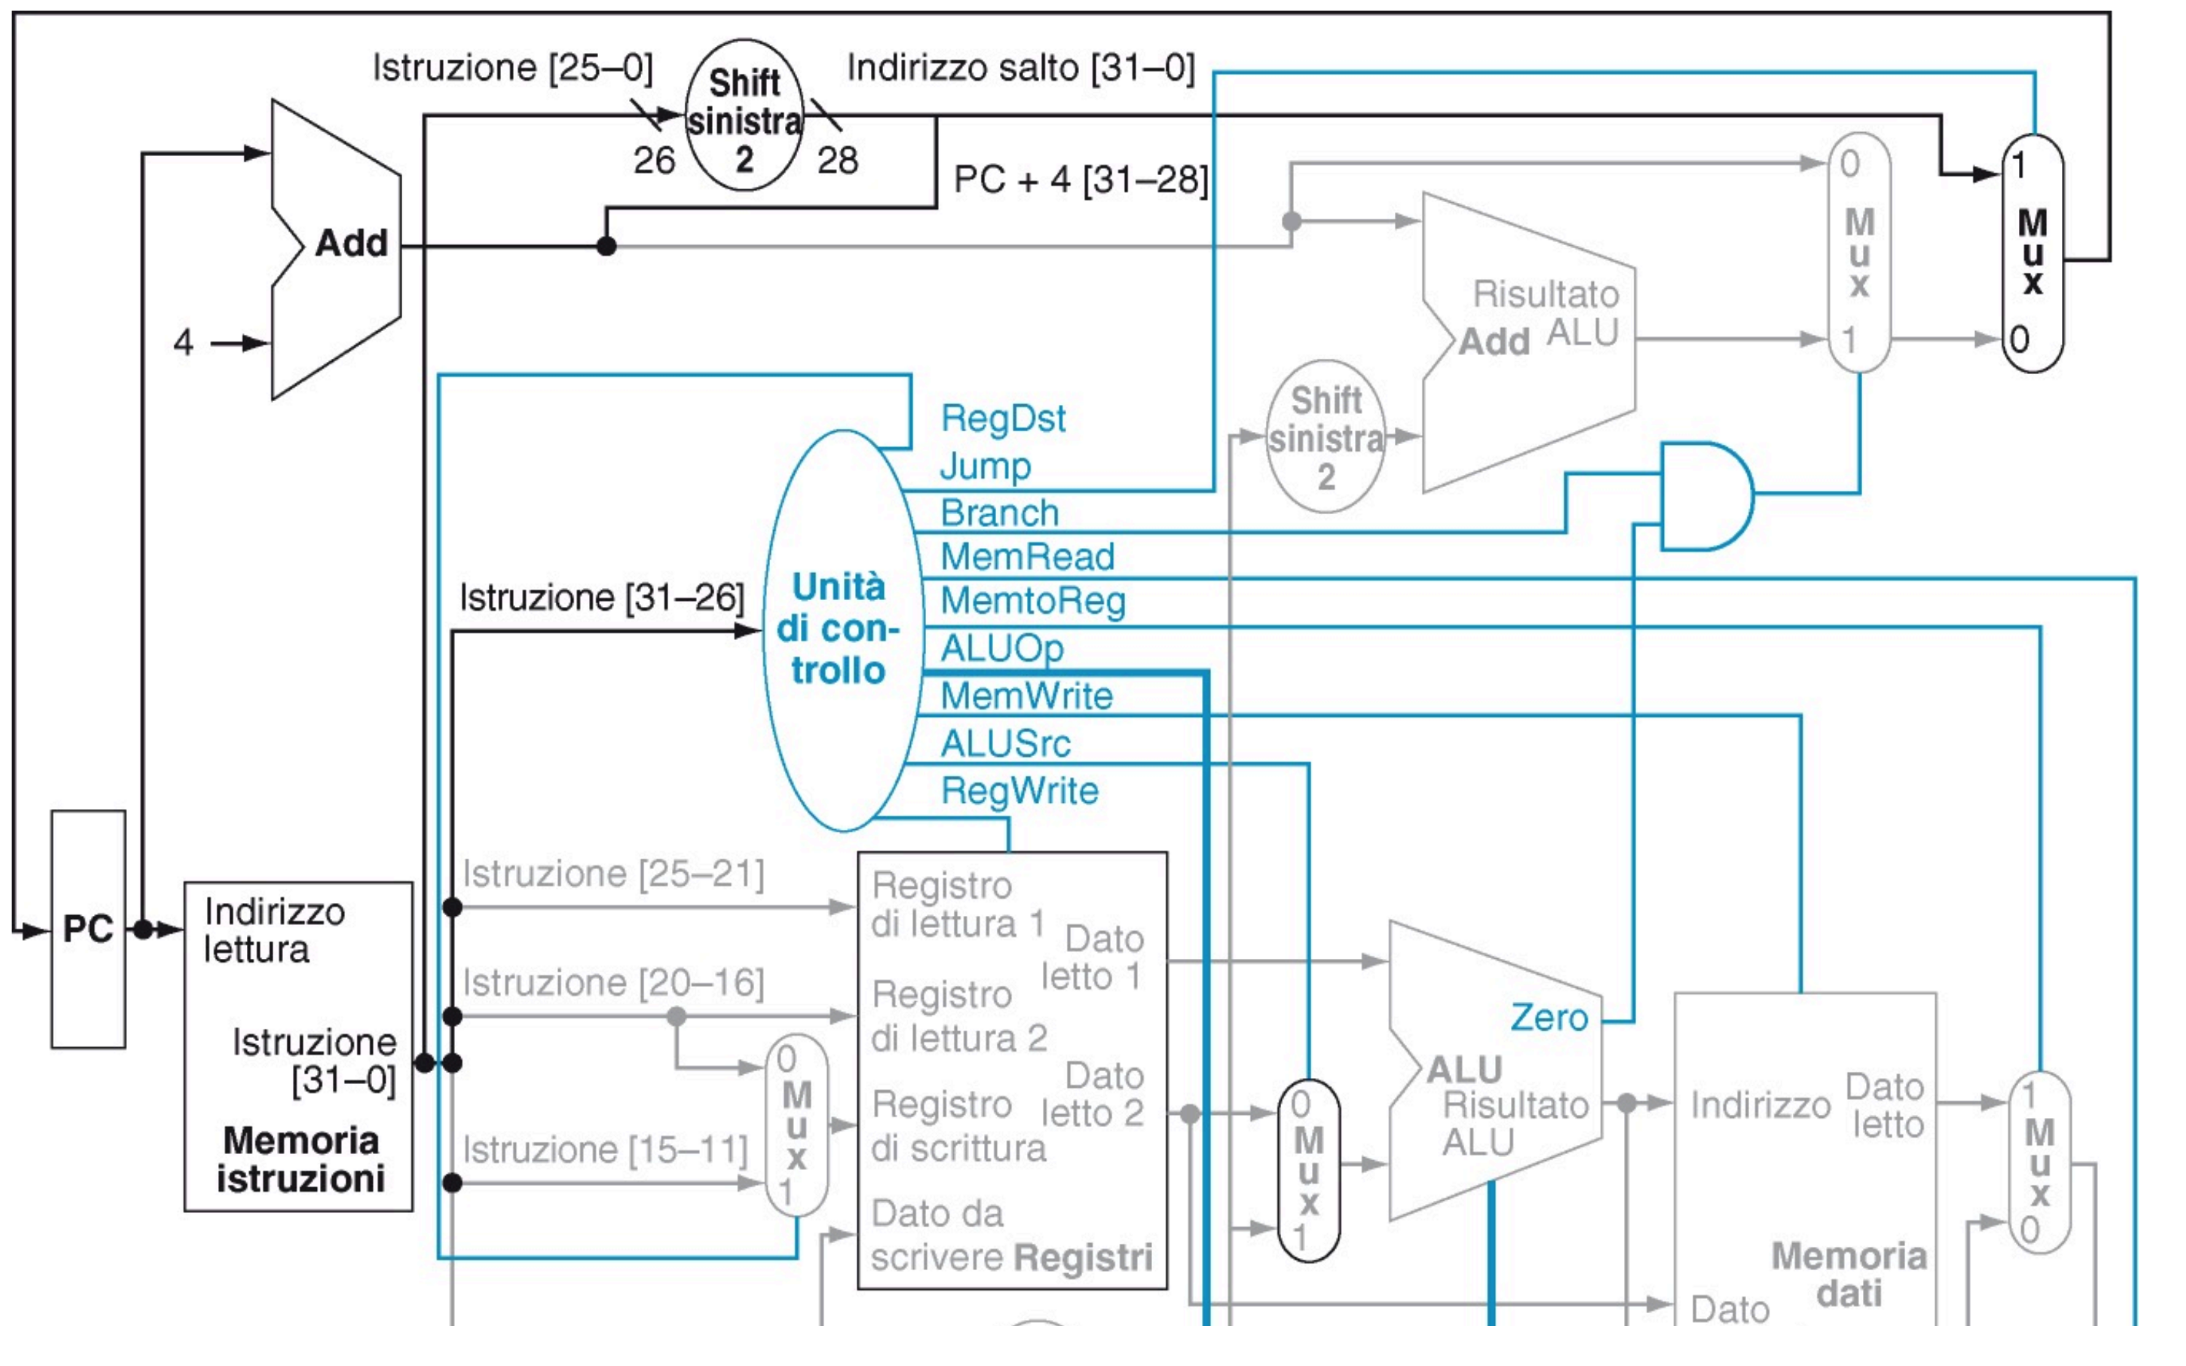 Istruzione [25–0]
Shift
sinistra
2
26
28
Indirizzo salto [31–0]
PC + 4 [31–28]
Add
4
0
M
u
x
1
1
M
u
x
0
Risultato
Add ALU
Shift
sinistra
2
RegDst
Jump
Branch
MemRead
MemtoReg
ALUOp
MemWrite
ALUSrc
RegWrite
Unità
di con-
trollo
Istruzione [31–26]
PC
Indirizzo
lettura
Istruzione
[31–0]
Memoria
istruzioni
Istruzione [25–21]
Istruzione [20–16]
Istruzione [15–11]
0
M
u
x
1
Registro
di lettura 1
Dato
letto 1
Registro
di lettura 2
Dato
letto 2
Registro
di scrittura
Dato da
scrivere Registri
0
M
u
x
1
Zero
ALU
Risultato
ALU
Indirizzo
Dato
letto
Memoria
dati
Dato
1
M
u
x
0